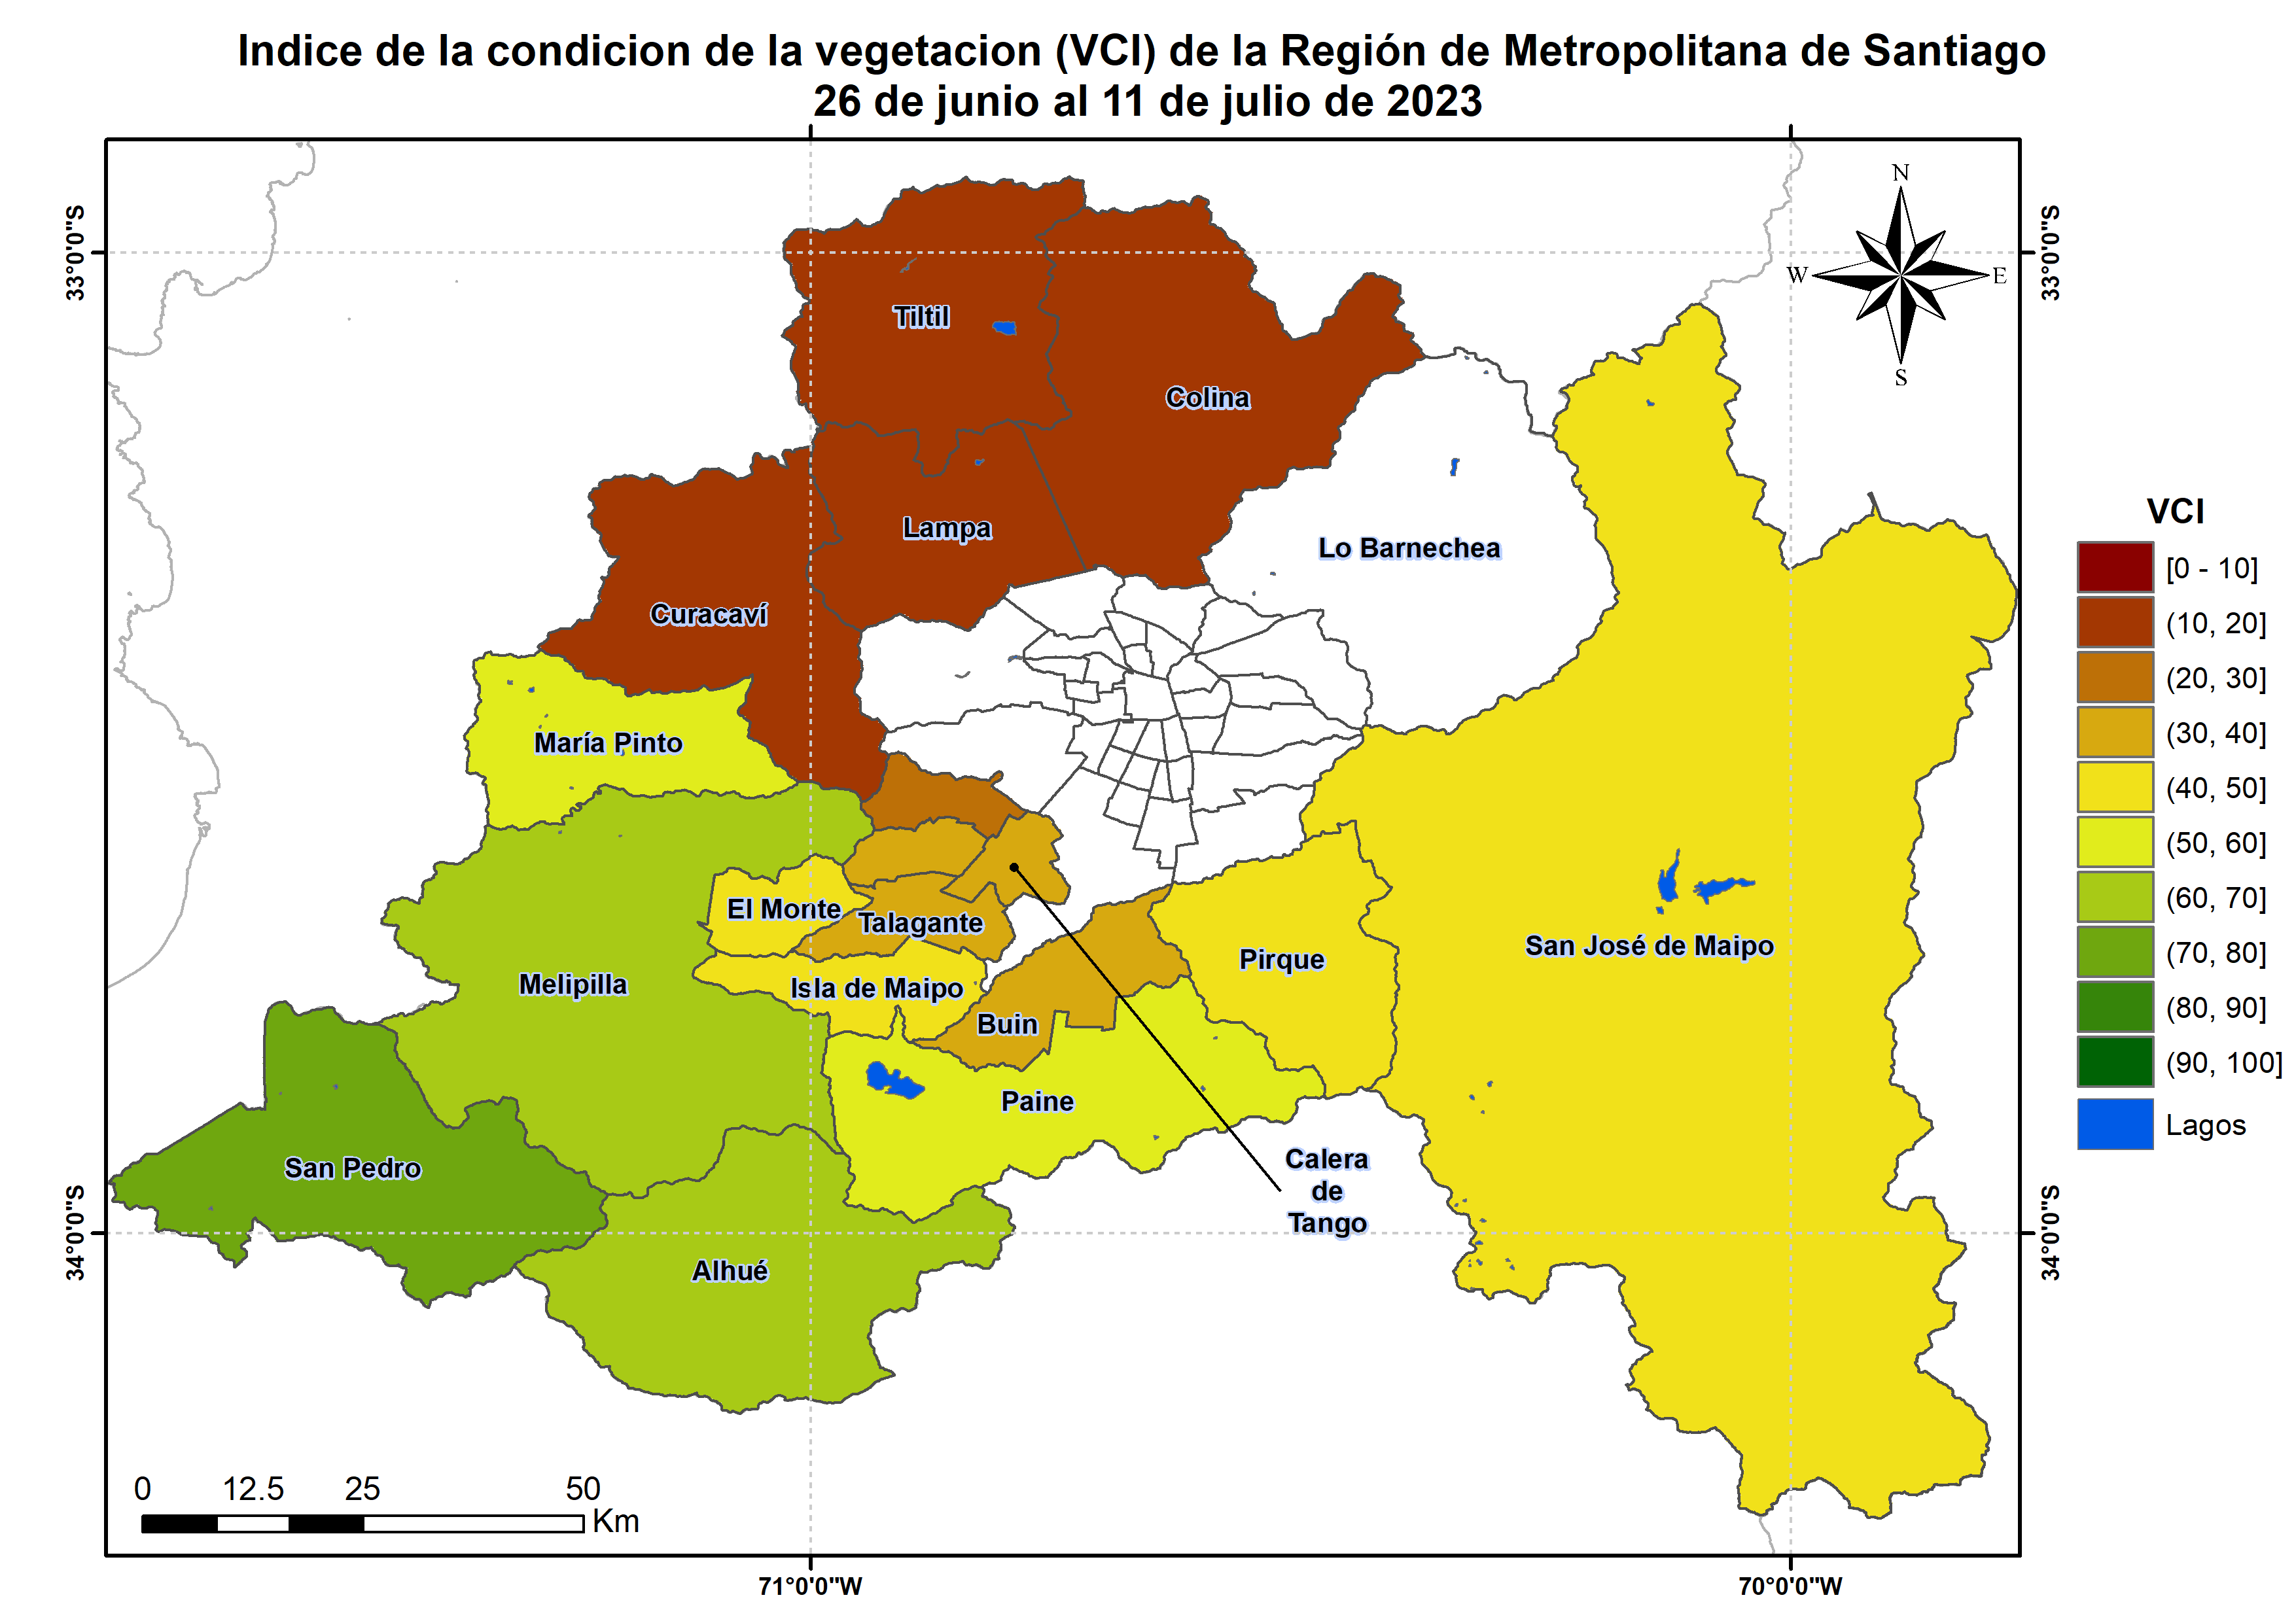 Indice de la condicion de la vegetacion (VCI) de la Región de Metropolitana de Santiago
26 de junio al 11 de julio de 2023
N
W
E
S
33°0'0"S
33°0'0"S
Tiltil
Colina
Lampa
Lo Barnechea
Curacaví
María Pinto
El Monte
Talagante
Pirque
San José de Maipo
Melipilla
Isla de Maipo
Buin
Paine
San Pedro
Calera
de
Tango
Alhué
34°0'0"S
34°0'0"S
VCI
[0 - 10]
(10, 20]
(20, 30]
(30, 40]
(40, 50]
(50, 60]
(60, 70]
(70, 80]
(80, 90]
(90, 100]
Lagos
0 12.5 25 50
Km
71°0'0"W
70°0'0"W